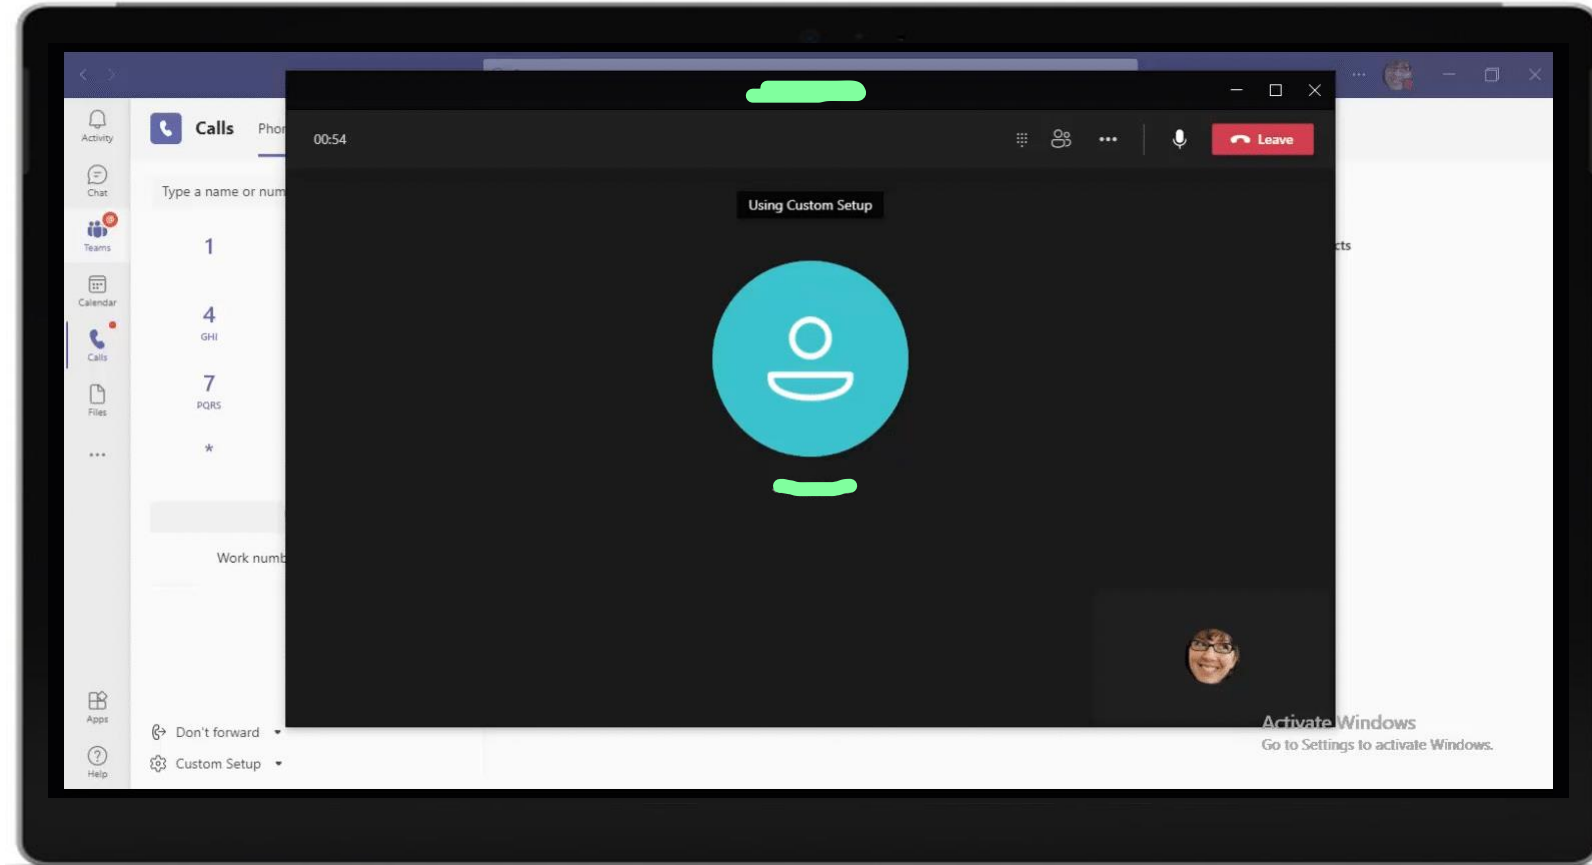 Activity
Chat
Teams
Calendar
Calls
Files
Apps
Help
Calls
Type a name or num
1
4
GHI
7
PQRS
*
Work numb
Don't forward
Custom Setup
00:54
Leave
Using Custom Setup
cts
Activate Windows
Go to Settings to activate Windows.